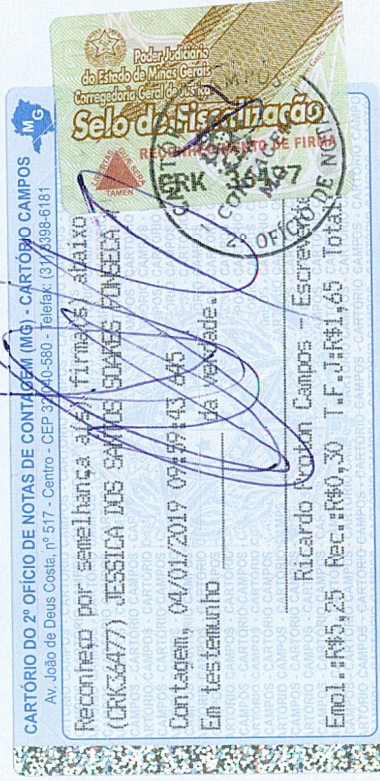 CARTÓRIO DO 2º OFÍCIO DE NOTAS DE CONTAGEM (MG) - CARTÓRIO CAMPOS
Av. João de Deus Costa, nº 517 - Centro - CEP 32040-580 - Telefax: (31) 3398-6181
MG
Reconheço por semelhança a(s) firma(s) abaixo
(CRK36477) JESSICA DOS SANTOS SOARES FONSECA
Contagem, 04/01/2019 09:59:43 645
Em testemunho ____ da verdade.
Ricardo Proton Campos - Escrevente
Emol.:R$5,25 Rec.:R$0,30 T.F.J:R$1,65 Total
Poder Judiciário
do Estado de Minas Gerais
Corregedoria Geral de Justiça
Selo de Fiscalização
RECONHECIMENTO DE FIRMA
CRK
2º OFÍCIO DE